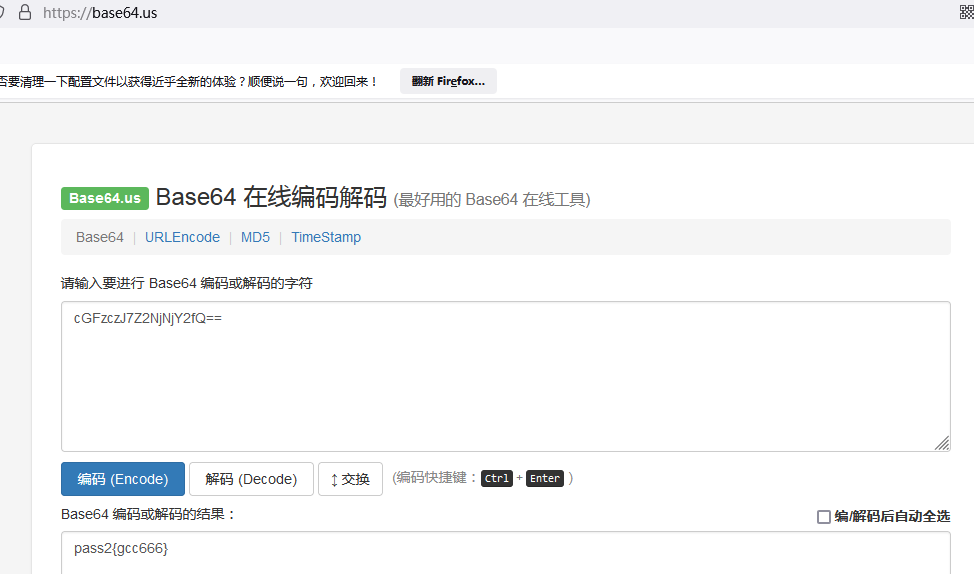 https://base64.us
否要清理一下配置文件以获得近乎全新的体验？顺便说一句，欢迎回来！ 翻新 Firefox...
Base64.us Base64 在线编码解码 (最好用的 Base64 在线工具)
Base64 | URLEncode | MD5 | TimeStamp
请输入要进行 Base64 编码或解码的字符
cGFzczJ7Z2NjNjY2fQ==
编码 (Encode) 解码 (Decode) ↕交换 (编码快捷键：Ctrl + Enter )
Base64 编码或解码的结果： 编/解码后自动全选
pass2{gcc666}